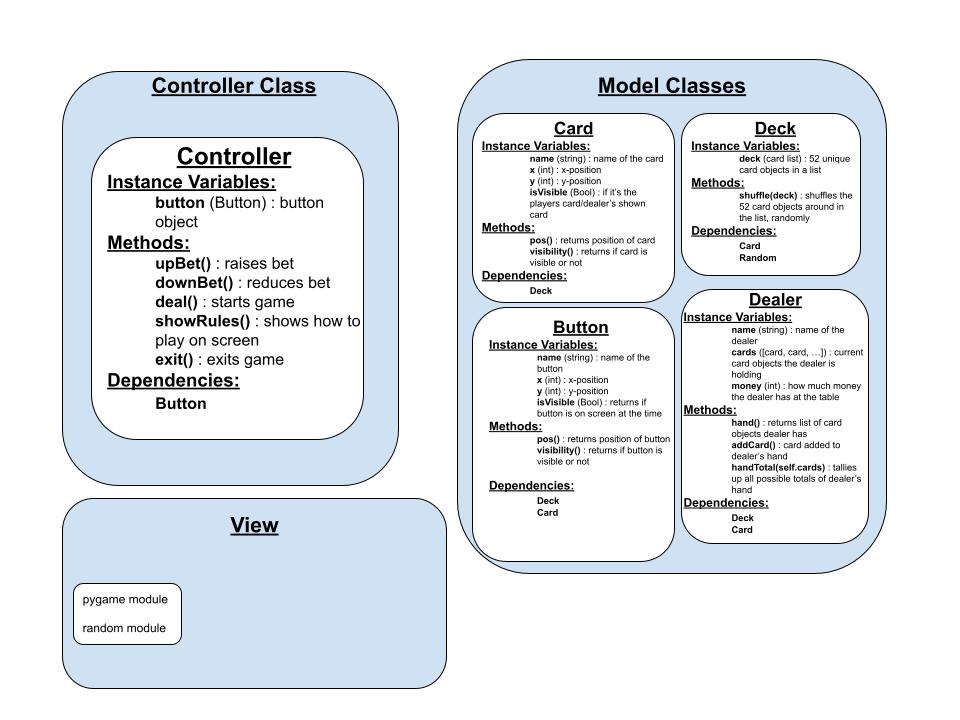 Controller Class
Controller
Instance Variables:
button (Button) : button
object
Methods:
upBet() : raises bet
downBet() : reduces bet
deal() : starts game
showRules() : shows how to
play on screen
exit() : exits game
Dependencies:
Button
View
pygame module
random module
Model Classes
Card
Instance Variables:
name (string) : name of the card
x (int) : x-position
y (int) : y-position
isVisible (Bool) : if it's the
players card/dealer's shown
card
Methods:
pos() : returns position of card
visibility() : returns if card is
visible or not
Dependencies:
Deck
Deck
Instance Variables:
deck (card list) : 52 unique
card objects in a list
Methods:
shuffle(deck) : shuffles the
52 card objects around in
the list, randomly
Dependencies:
Card
Random
Button
Instance Variables:
name (string) : name of the
button
x (int) : x-position
y (int) : y-position
isVisible (Bool) : returns if
button is on screen at the time
Methods:
pos() : returns position of button
visibility() : returns if button is
visible or not
Dependencies:
Deck
Card
Dealer
Instance Variables:
name (string) : name of the
dealer
cards ([card, card, …]) : current
card objects the dealer is
holding
money (int) : how much money
the dealer has at the table
Methods:
hand() : returns list of card
objects dealer has
addCard() : card added to
dealer's hand
handTotal(self.cards) : tallies
up all possible totals of dealer's
hand
Dependencies:
Deck
Card